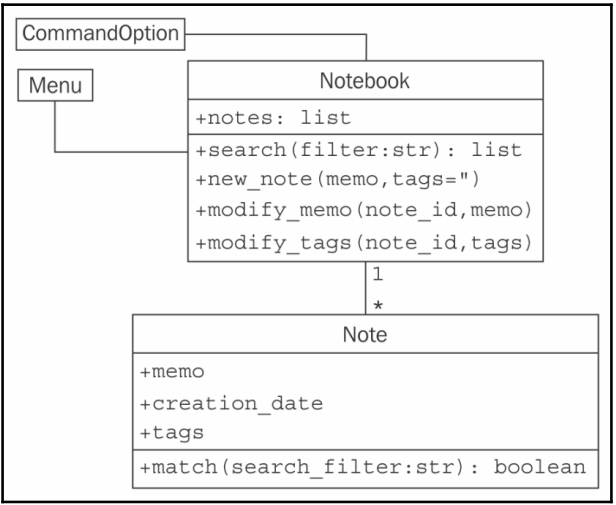 CommandOption
Menu
Notebook
+notes: list
+search(filter:str): list
+new_note(memo,tags=")
+modify_memo(note_id,memo)
+modify_tags(note_id,tags)
1
*
Note
+memo
+creation_date
+tags
+match(search_filter:str): boolean